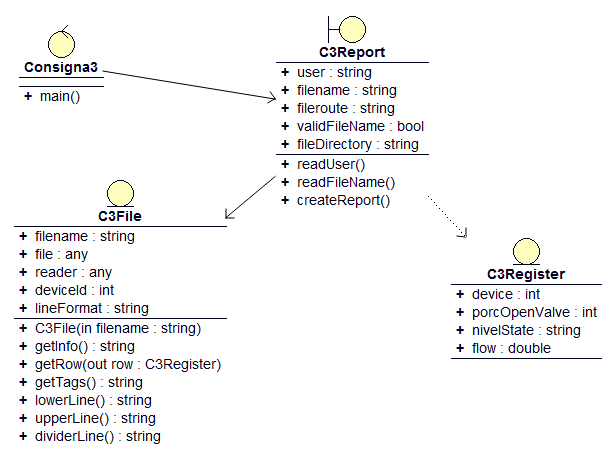 Consigna3
+ main()
C3Report
+ user : string
+ filename : string
+ fileroute : string
+ validFileName : bool
+ fileDirectory : string
+ readUser()
+ readFileName()
+ createReport()
C3File
+ filename : string
+ file : any
+ reader : any
+ deviceId : int
+ lineFormat : string
+ C3File(in filename : string)
+ getInfo() : string
+ getRow(out row : C3Register)
+ getTags() : string
+ lowerLine() : string
+ upperLine() : string
+ dividerLine() : string
C3Register
+ device : int
+ porcOpenValve : int
+ nivelState : string
+ flow : double